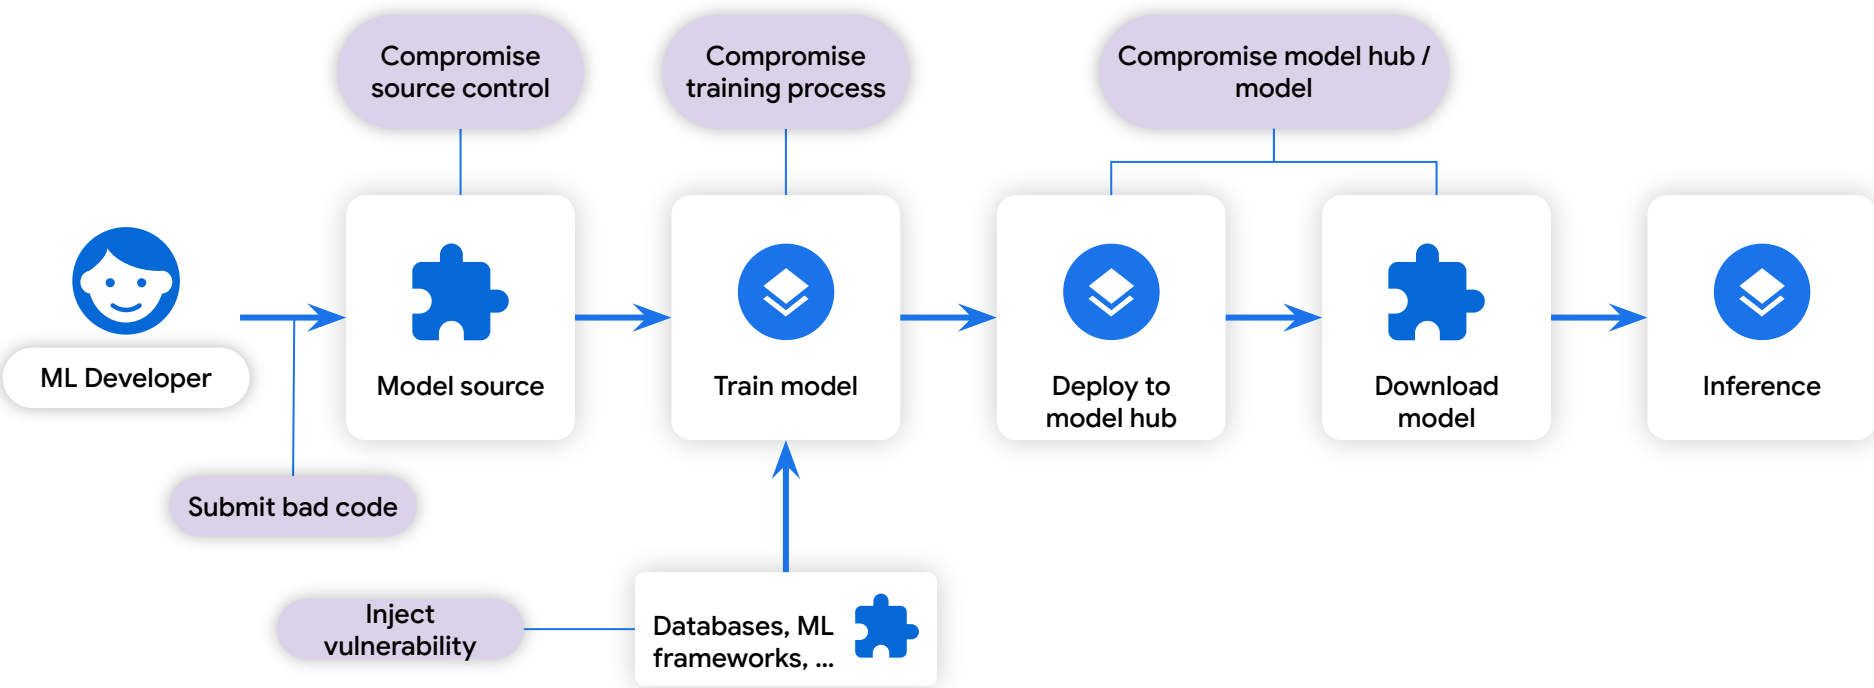 Compromise
source control
Compromise
training process
Compromise model hub /
model
ML Developer
Model source
Train model
Deploy to
model hub
Download
model
Inference
Submit bad code
Inject
vulnerability
Databases, ML
frameworks, ...